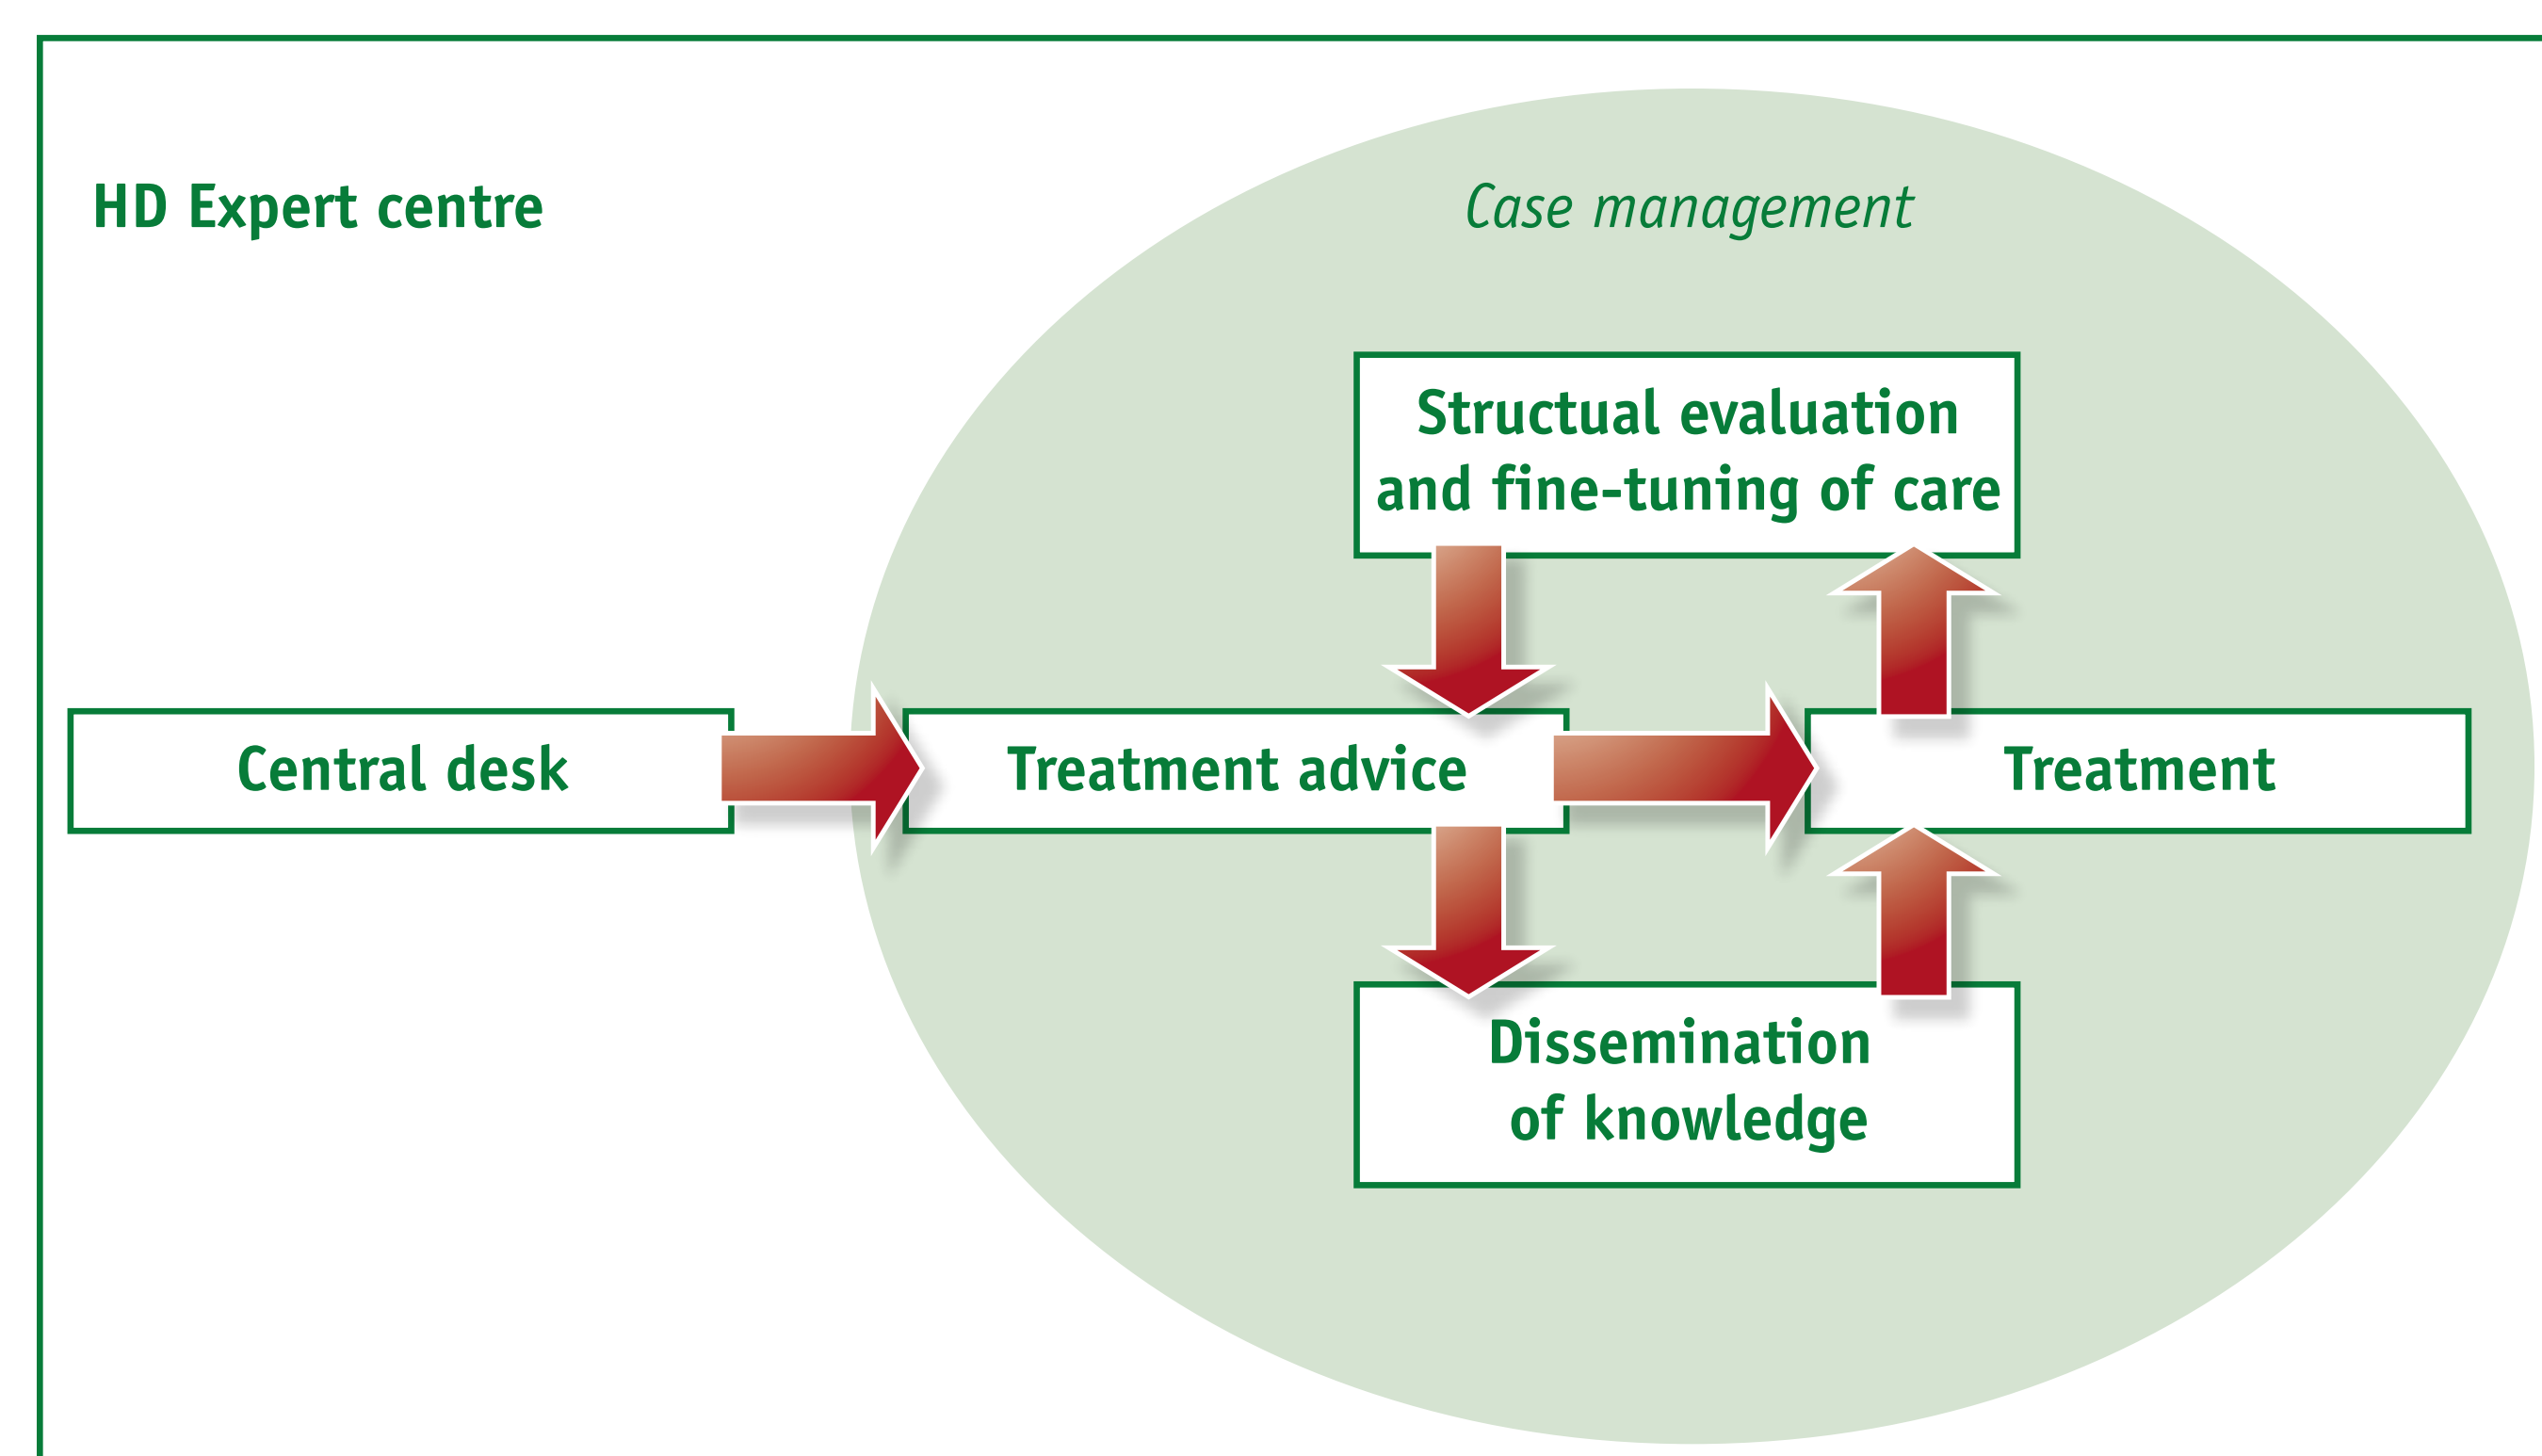 HD Expert centre
Case management
Structual evaluation
and fine-tuning of care
Central desk
Treatment advice
Treatment
Dissemination
of knowledge